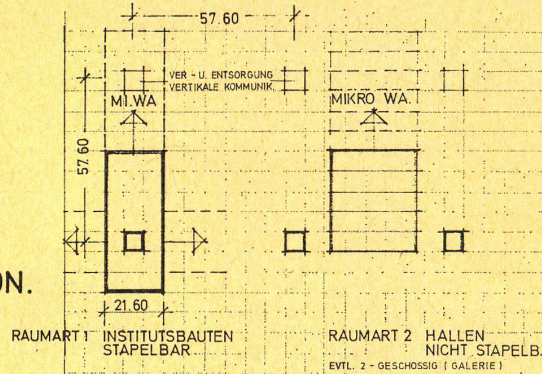 57.60
VER - U. ENTSORGUNG
VERTIKALE KOMMUNIK.
MI.WA
MIKRO WA.
57.60
ON.
21.60
RAUMART 1 INSTITUTSBAUTEN
STAPELBAR
RAUMART 2 HALLEN
NICHT STAPELB.
EVTL. 2 - GESCHOSSIG ( GALERIE )